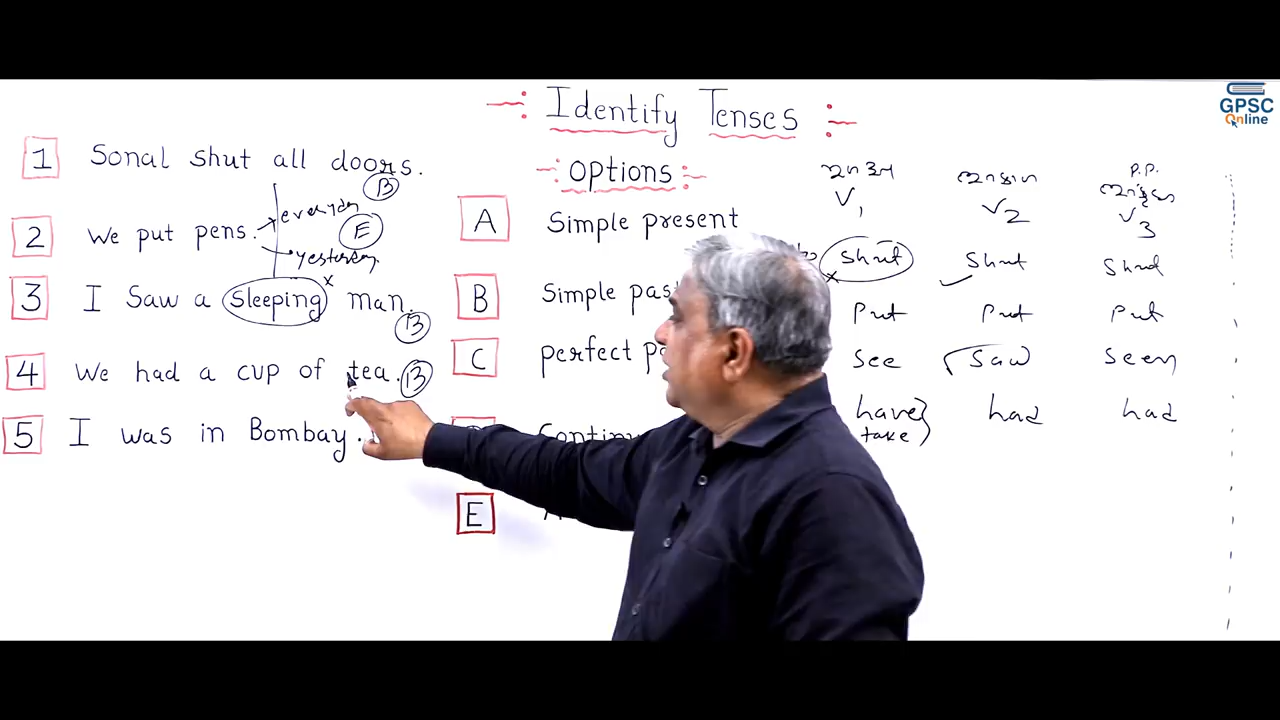 GPSC
Online
Identify Tenses
1 Sonal shut all doors.
B
2 We put pens.
everyday
E
yesterday
3 I Saw a Sleeping man.
x
B
4 We had a cup of tea.
B
5 I was in Bombay.
Options
A Simple present
B Simple pas
C perfect p
Continu
E
P.P.
V1 V2 V3
Shut Shut Shut
Put Put Put
See Saw Seen
have had had
take